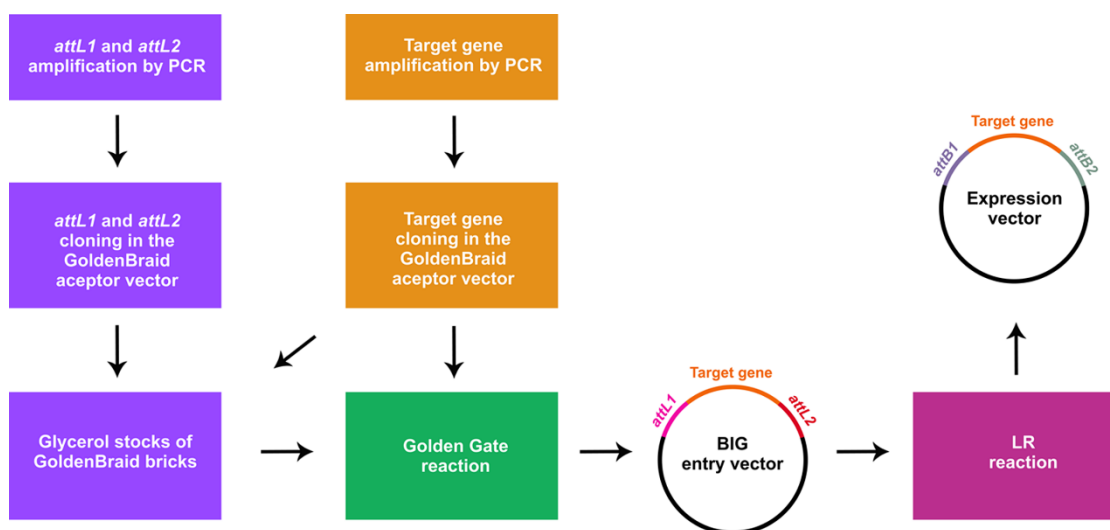 attL1 and attL2
amplification by PCR
Target gene
amplification by PCR
attL1 and attL2
cloning in the
GoldenBraid
aceptor vector
Target gene
cloning in the
GoldenBraid
aceptor vector
Glycerol stocks of
GoldenBraid bricks
Golden Gate
reaction
Target gene
attL1
attL2
BIG
entry vector
LR
reaction
Target gene
attB1
attB2
Expression
vector